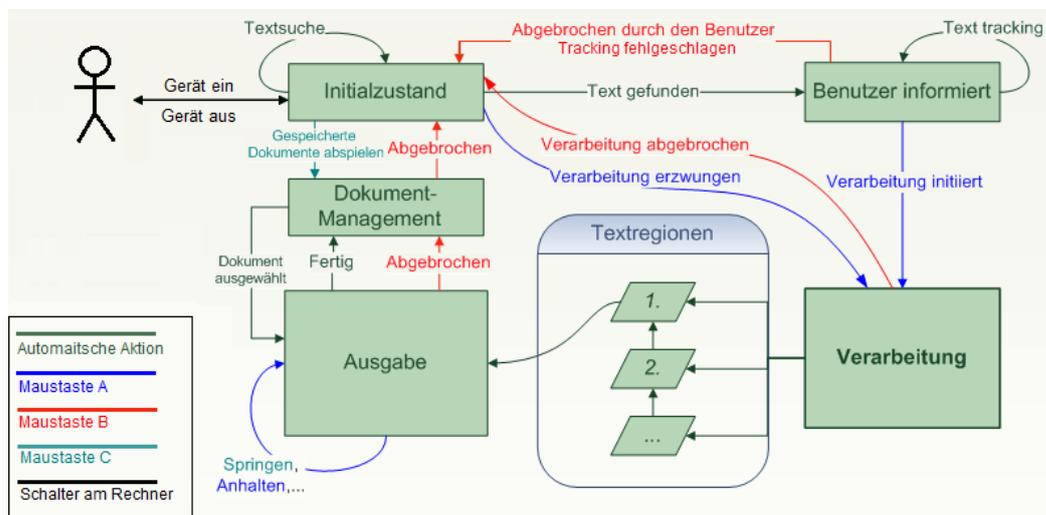 Textsuche
Abgebrochen durch den Benutzer
Tracking fehlgeschlagen
Text tracking
Gerät ein
Gerät aus
Initialzustand
Text gefunden
Benutzer informiert
Gespeicherte
Dokumente abspielen
Abgebrochen
Verarbeitung abgebrochen
Verarbeitung erzwungen
Verarbeitung initiiert
Dokument-
Management
Textregionen
Dokument
ausgewählt
Fertig
Abgebrochen
1.
2.
...
Ausgabe
Verarbeitung
Springen,
Anhalten,...
Automaitsche Aktion
Maustaste A
Maustaste B
Maustaste C
Schalter am Rechner